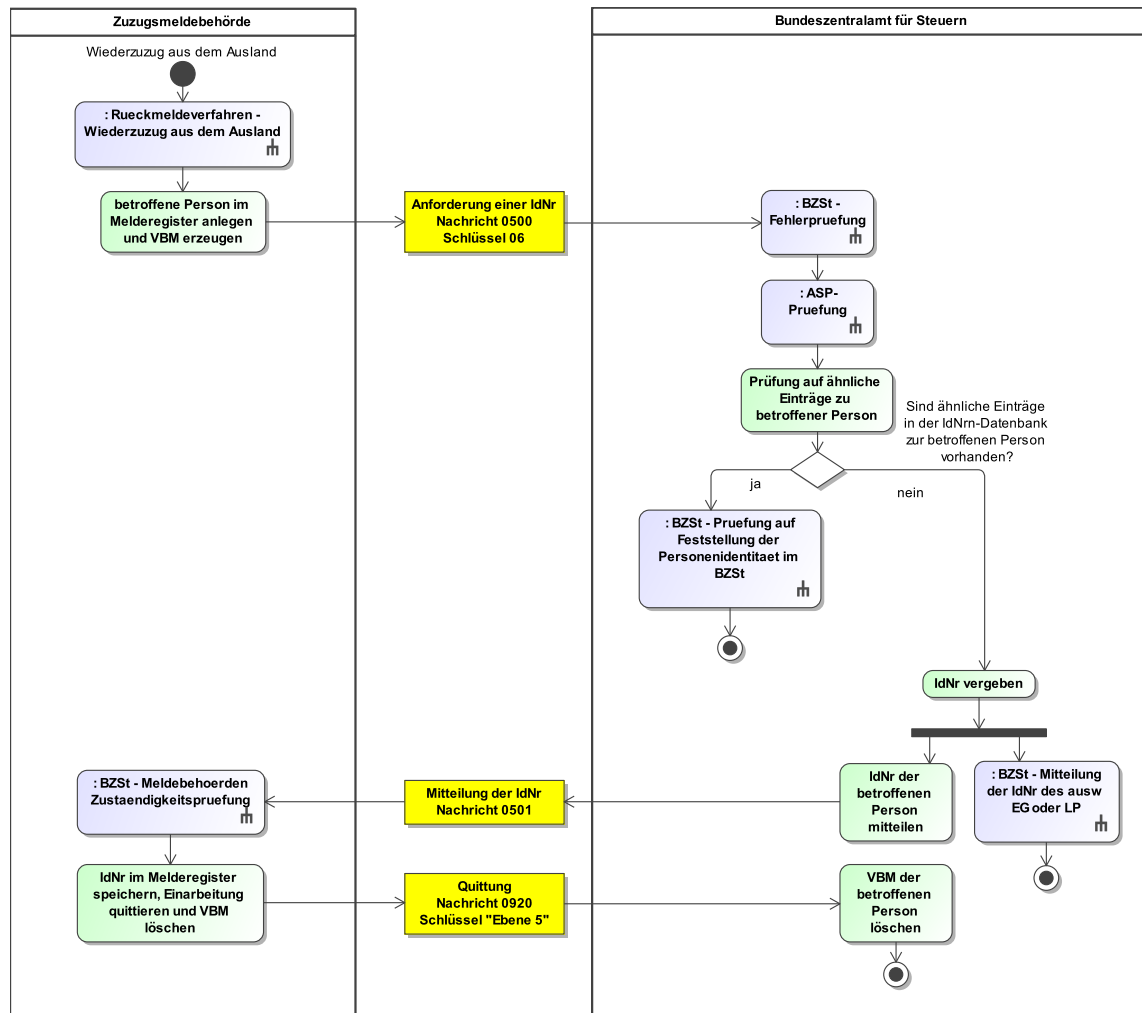 Zuzugsmeldebehörde
Bundeszentralamt für Steuern
Wiederzuzug aus dem Ausland
: Rueckmeldeverfahren -
Wiederzuzug aus dem Ausland
betroffene Person im
Melderegister anlegen
und VBM erzeugen
Anforderung einer IdNr
Nachricht 0500
Schlüssel 06
: BZSt -
Fehlerpruefung
: ASP-
Pruefung
Prüfung auf ähnliche
Einträge zu
betroffener Person
Sind ähnliche Einträge
in der IdNrn-Datenbank
zur betroffenen Person
vorhanden?
ja
nein
: BZSt - Pruefung auf
Feststellung der
Personenidentitaet im
BZSt
IdNr vergeben
: BZSt - Meldebehoerden
Zustaendigkeitspruefung
Mitteilung der IdNr
Nachricht 0501
IdNr der
betroffenen
Person
mitteilen
: BZSt - Mitteilung
der IdNr des ausw
EG oder LP
IdNr im Melderegister
speichern, Einarbeitung
quittieren und VBM
löschen
Quittung
Nachricht 0920
Schlüssel "Ebene 5"
VBM der
betroffenen
Person
löschen